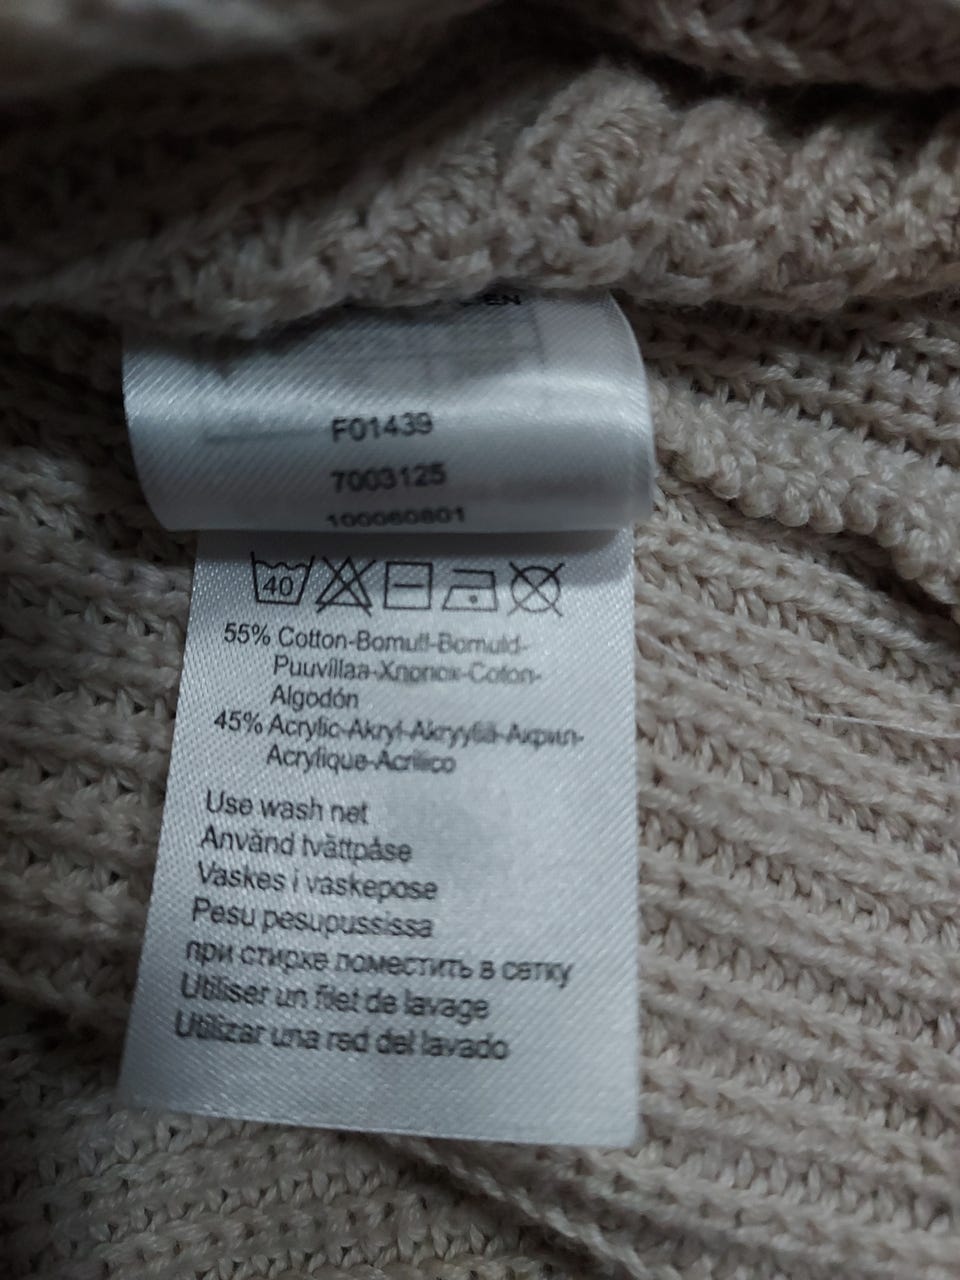 F01439
7003125
100060801
40
55% Cotton-Bomull-Bomuld-
Puuvillaa-Хлопок-Coton-
Algodón
45% Acrylic-Akryl-Akryyliä-Акрил-
Acrylique-Acrílico
Use wash net
Använd tvättpåse
Vaskes i vaskepose
Pesu pesupussissa
при стирке поместить в сетку
Utiliser un filet de lavage
Utilizar una red del lavado